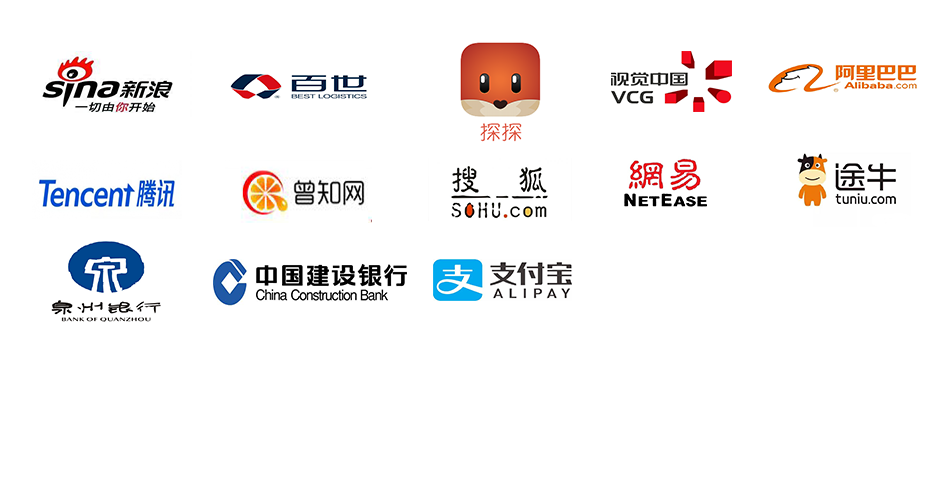 sina新浪
一切由你开始
百世
BEST LOGISTICS
探探
视觉中国
VCG
阿里巴巴
Alibaba.com
Tencent腾讯
曾知网
搜狐
SOHU.com
網易
NETEASE
途牛
tuniu.com
泉州银行
BANK OF QUANZHOU
中国建设银行
China Construction Bank
支 支付宝
ALIPAY